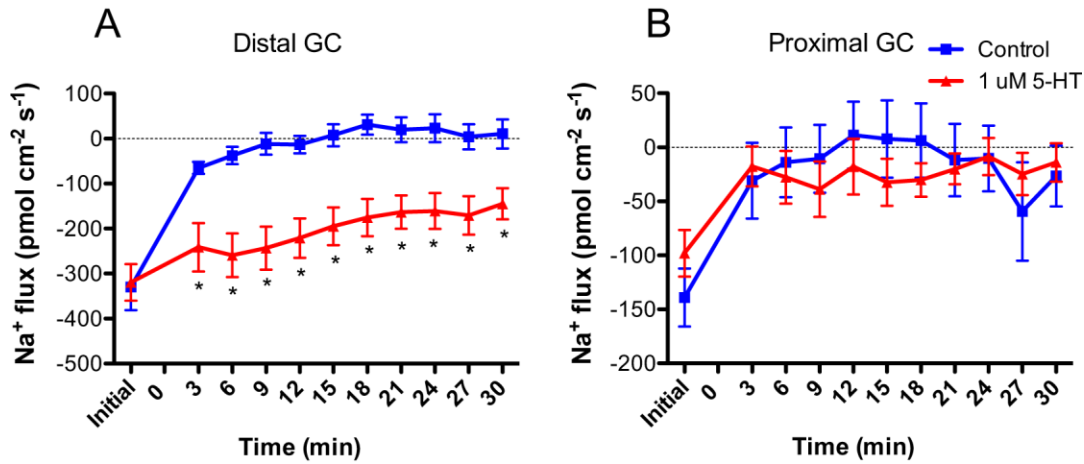 A
Distal GC
Na⁺ flux (pmol cm⁻² s⁻¹)
100
0
-100
-200
-300
-400
-500
* * * * * * * * * *
Initial 0 3 6 9 12 15 18 21 24 27 30
Time (min)
B
Proximal GC
Control
1 uM 5-HT
Na⁺ flux (pmol cm⁻² s⁻¹)
50
0
-50
-100
-150
-200
Initial 0 3 6 9 12 15 18 21 24 27 30
Time (min)